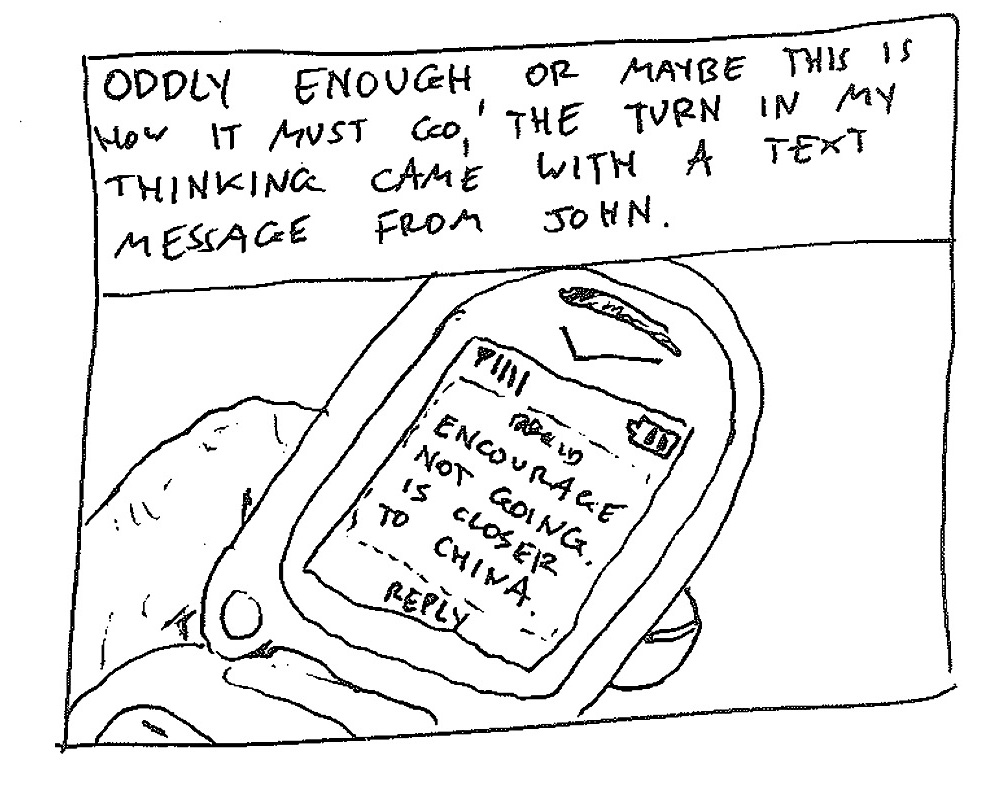 ODDLY ENOUGH, OR MAYBE THIS IS
HOW IT MUST GO, THE TURN IN MY
THINKING CAME WITH A TEXT
MESSAGE FROM JOHN.
ENCOURAGE
NOT GOING.
IS CLOSER
TO CHINA.
REPLY